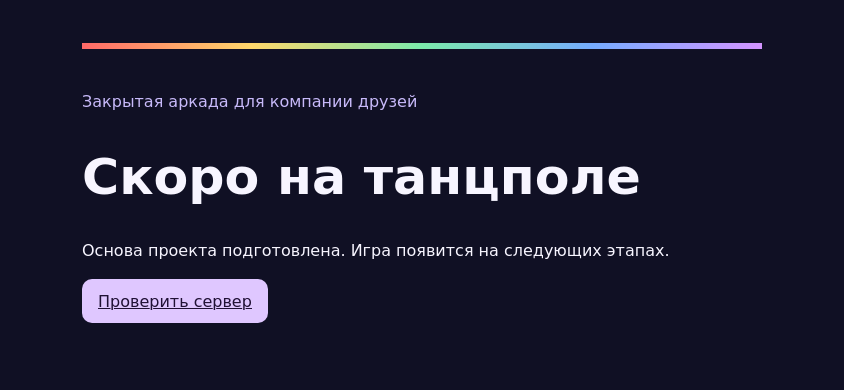 Закрытая аркада для компании друзей
Скоро на танцполе
Основа проекта подготовлена. Игра появится на следующих этапах.
Проверить сервер